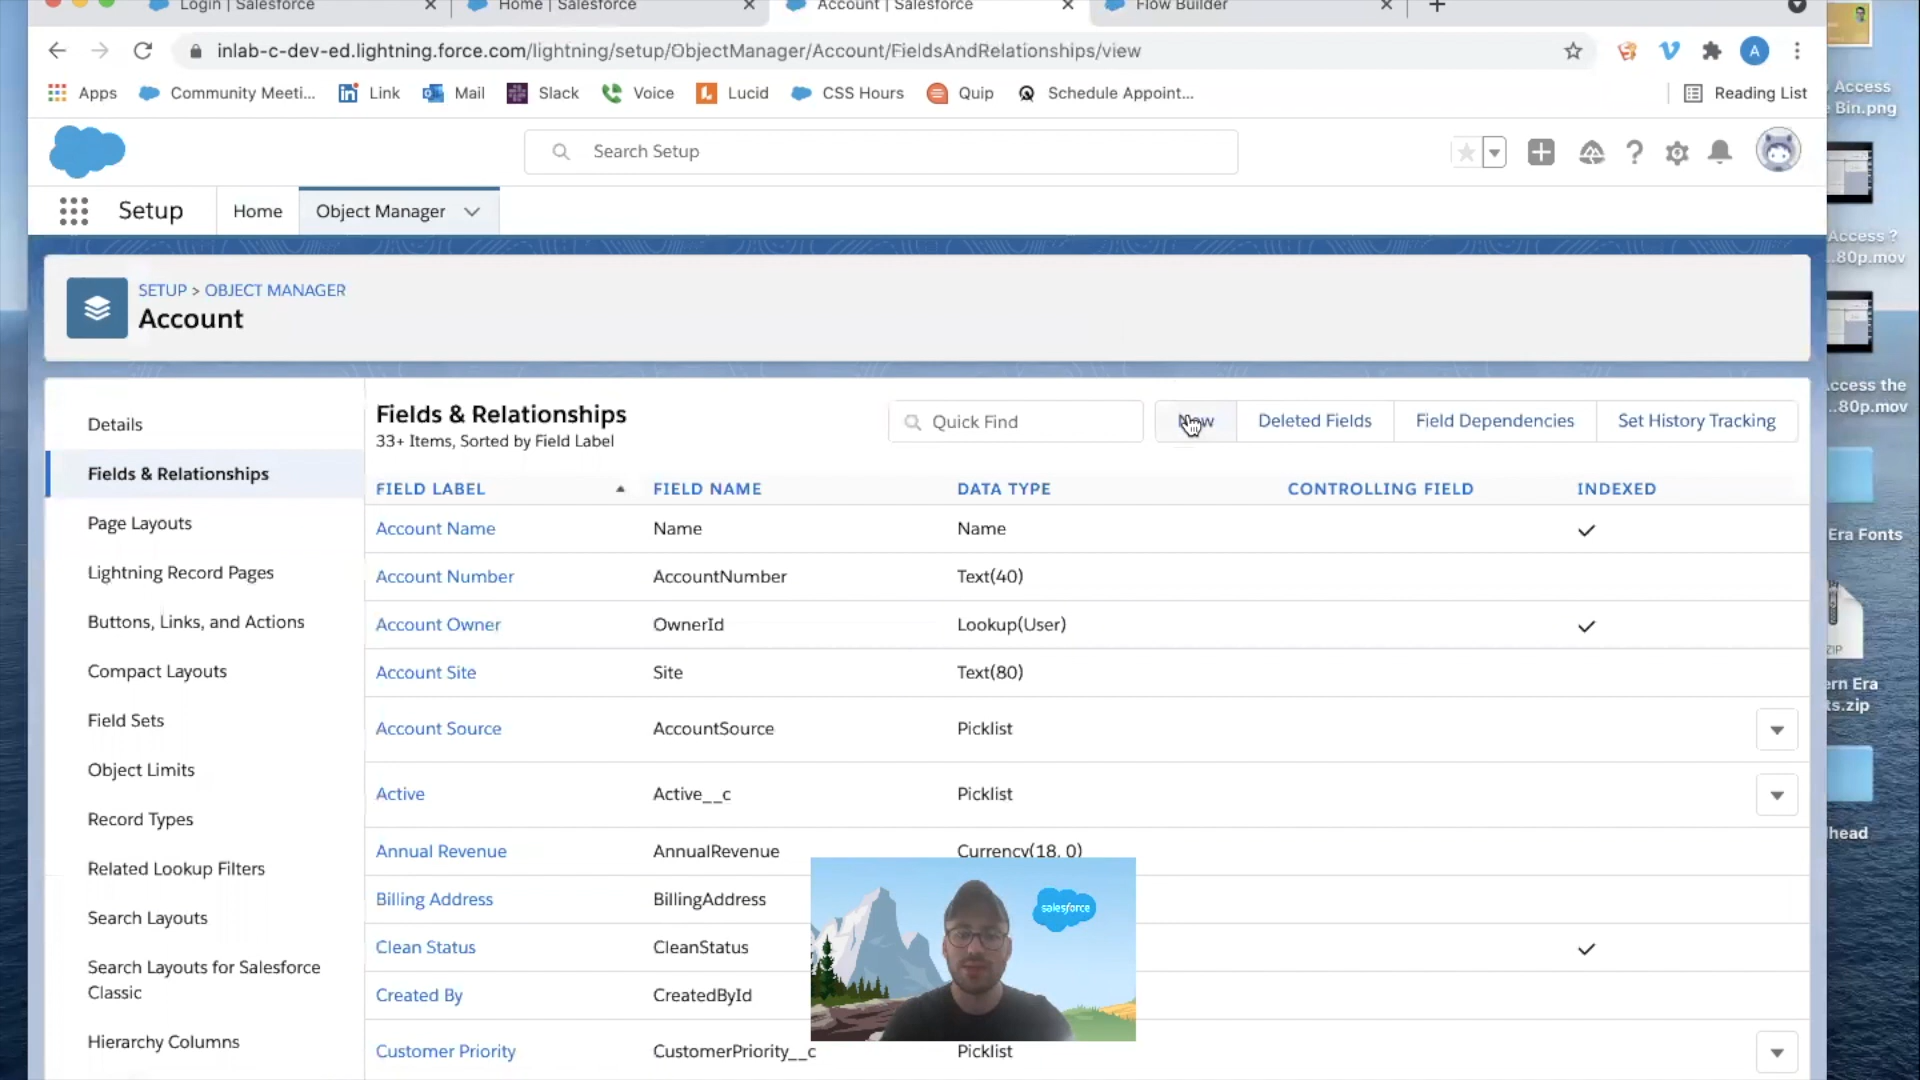 Login | Salesforce
Home | Salesforce
Account | Salesforce
Flow Builder
inlab-c-dev-ed.lightning.force.com/lightning/setup/ObjectManager/Account/FieldsAndRelationships/view
A
Apps
Community Meeti...
Link
Mail
Slack
Voice
Lucid
CSS Hours
Quip
Schedule Appoint...
Reading List
Access
Bin.png
Search Setup
Setup
Home
Object Manager
Access ?
..80p.mov
SETUP > OBJECT MANAGER
Account
ccess the
..80p.mov
Details
Fields & Relationships
Page Layouts
Lightning Record Pages
Buttons, Links, and Actions
Compact Layouts
Field Sets
Object Limits
Record Types
Related Lookup Filters
Search Layouts
Search Layouts for Salesforce
Classic
Hierarchy Columns
Fields & Relationships
33+ Items, Sorted by Field Label
Quick Find
New
Deleted Fields
Field Dependencies
Set History Tracking
FIELD LABEL FIELD NAME DATA TYPE CONTROLLING FIELD INDEXED
Account Name Name Name
Account Number AccountNumber Text(40)
Account Owner OwnerId Lookup(User)
Account Site Site Text(80)
Account Source AccountSource Picklist
Active Active__c Picklist
Annual Revenue AnnualRevenue Currency(18, 0)
Billing Address BillingAddress
Clean Status CleanStatus
Created By CreatedById
Customer Priority CustomerPriority__c Picklist
salesforce
Era Fonts
ZIP
ern Era
ts.zip
lhead